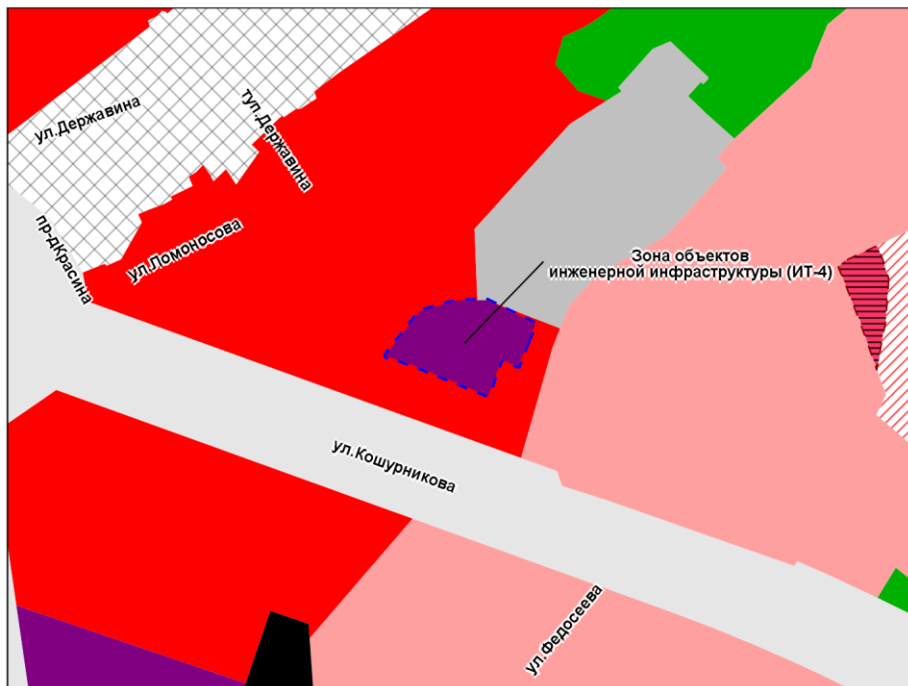 ул.Державина
туп.Державина
пр-дКрасина
ул.Ломоносова
Зона объектов
инженерной инфраструктуры (ИТ-4)
ул.Кошурникова
ул.Федосеева